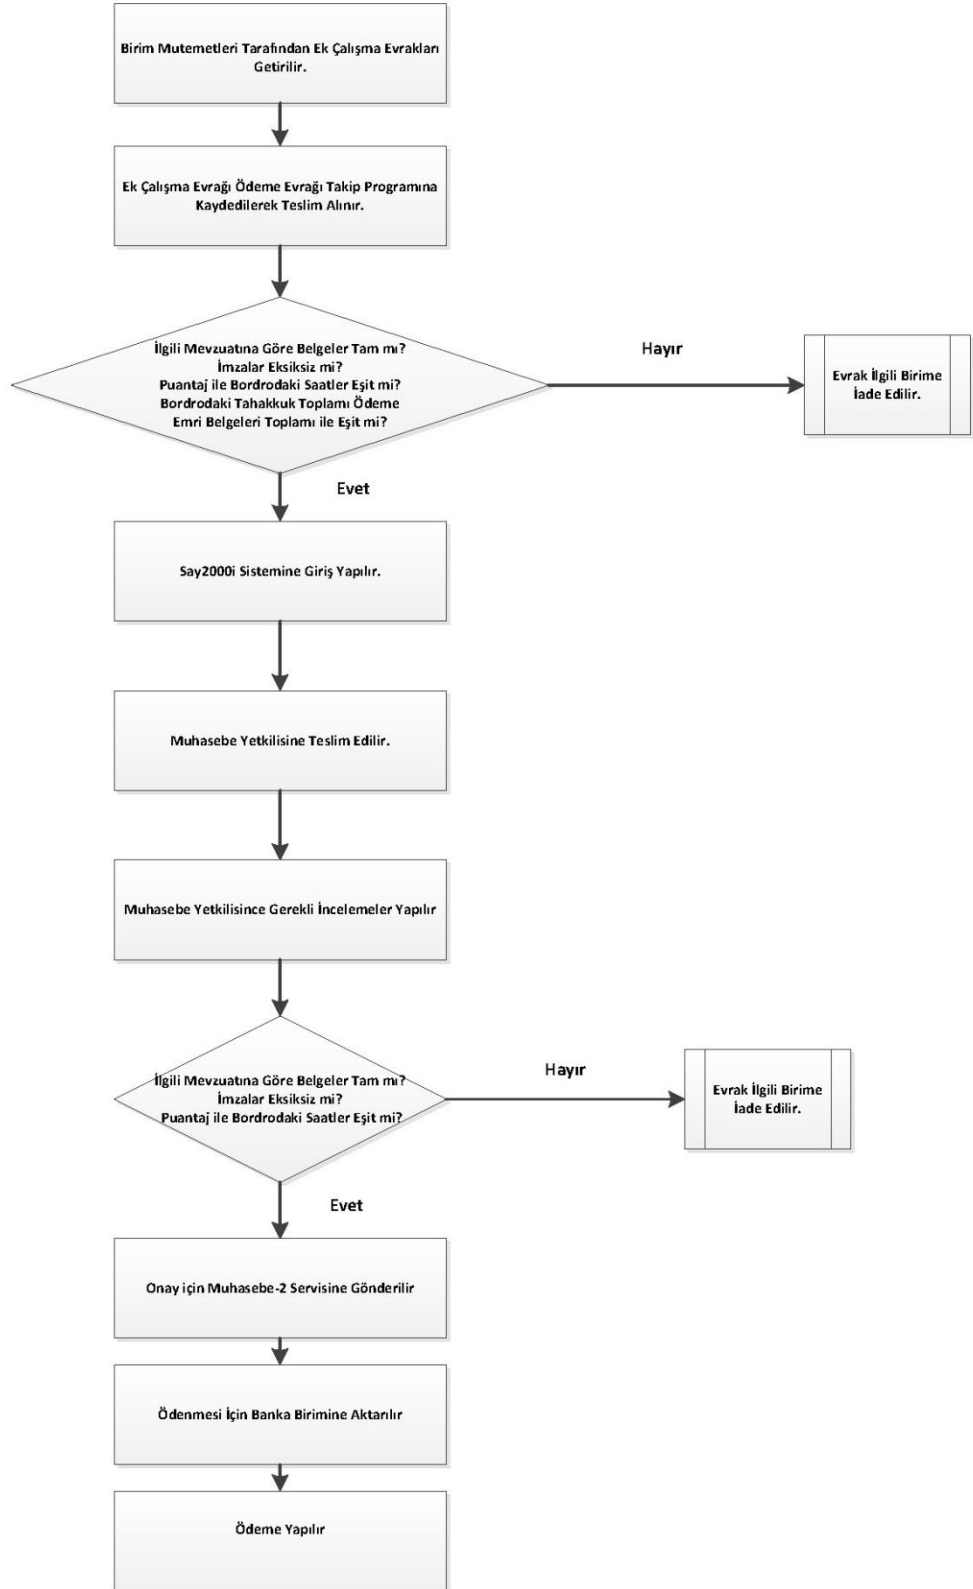 Birim Mutemetleri Tarafından Ek Çalışma Evrakları
Getirilir.
Ek Çalışma Evrağı Ödeme Evrağı Takip Programına
Kaydedilerek Teslim Alınır.
İlgili Mevzuatına Göre Belgeler Tam mı?
İmzalar Eksiksiz mi?
Puantaj ile Bordrodaki Saatler Eşit mi?
Bordrodaki Tahakkuk Toplamı Ödeme
Emri Belgeleri Toplamı ile Eşit mi?
Hayır
Evrak İlgili Birime
İade Edilir.
Evet
Say2000i Sistemine Giriş Yapılır.
Muhasebe Yetkilisine Teslim Edilir.
Muhasebe Yetkilisince Gerekli İncelemeler Yapılır
İlgili Mevzuatına Göre Belgeler Tam mı?
İmzalar Eksiksiz mi?
Puantaj ile Bordrodaki Saatler Eşit mi?
Hayır
Evrak İlgili Birime
İade Edilir.
Evet
Onay için Muhasebe-2 Servisine Gönderilir
Ödenmesi İçin Banka Birimine Aktarılır
Ödeme Yapılır